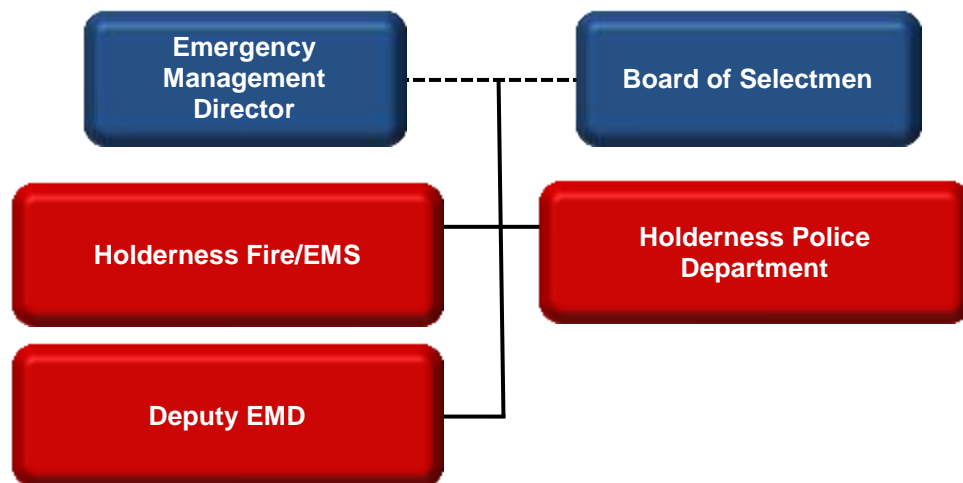 Emergency
Management
Director
Board of Selectmen
Holderness Fire/EMS
Holderness Police
Department
Deputy EMD